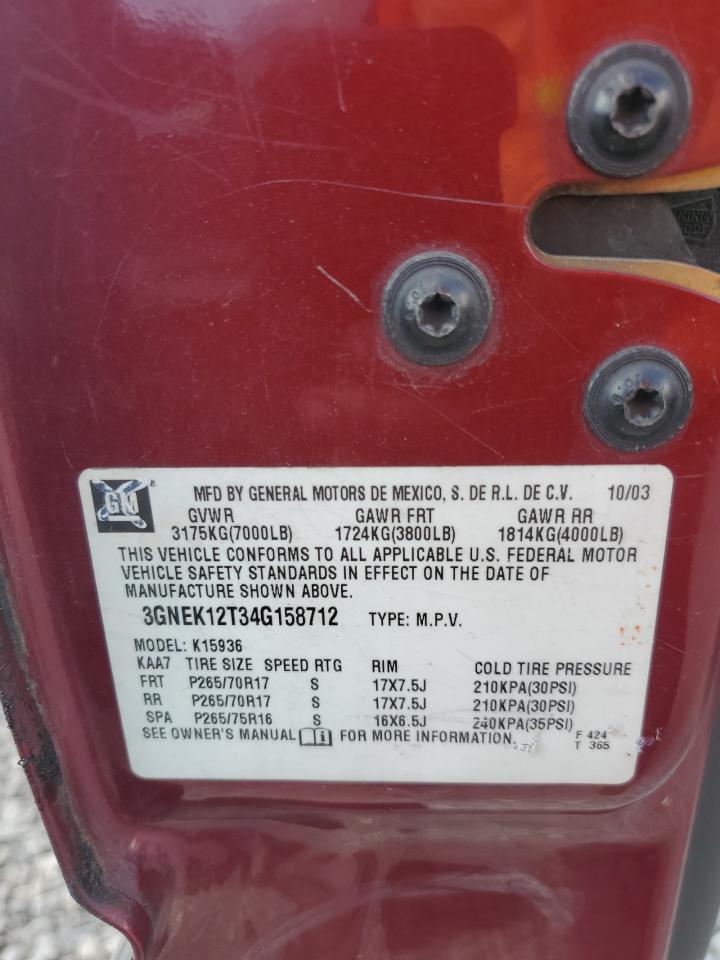 GM MFD BY GENERAL MOTORS DE MEXICO, S. DE R.L. DE C.V. 10/03
GVWR GAWR FRT GAWR RR
3175KG(7000LB) 1724KG(3800LB) 1814KG(4000LB)
THIS VEHICLE CONFORMS TO ALL APPLICABLE U.S. FEDERAL MOTOR
VEHICLE SAFETY STANDARDS IN EFFECT ON THE DATE OF
MANUFACTURE SHOWN ABOVE.
3GNEK12T34G158712 TYPE: M.P.V.
MODEL: K15936
KAA7 TIRE SIZE SPEED RTG RIM COLD TIRE PRESSURE
FRT P265/70R17 S 17X7.5J 210KPA(30PSI)
RR P265/70R17 S 17X7.5J 210KPA(30PSI)
SPA P265/75R16 S 16X6.5J 240KPA(35PSI)
SEE OWNER'S MANUAL FOR MORE INFORMATION. F 424
T 365